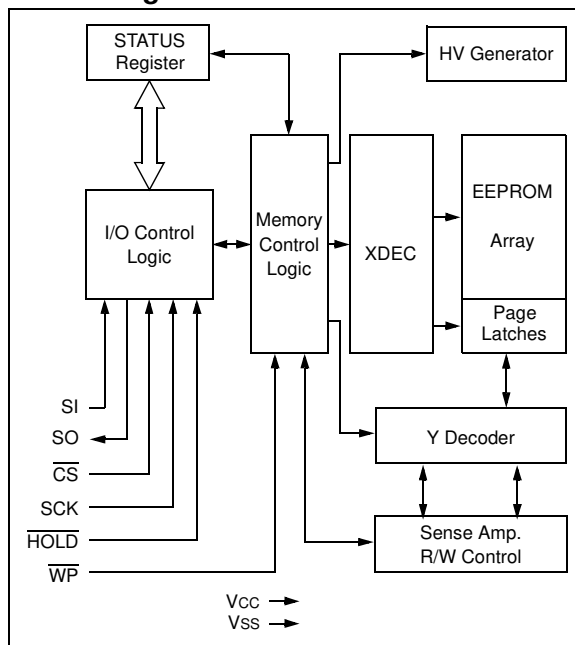 STATUS
Register
HV Generator
I/O Control
Logic
Memory
Control
Logic
XDEC
EEPROM
Array
Page
Latches
SI
SO
CS
SCK
HOLD
WP
Y Decoder
Sense Amp.
R/W Control
VCC
VSS